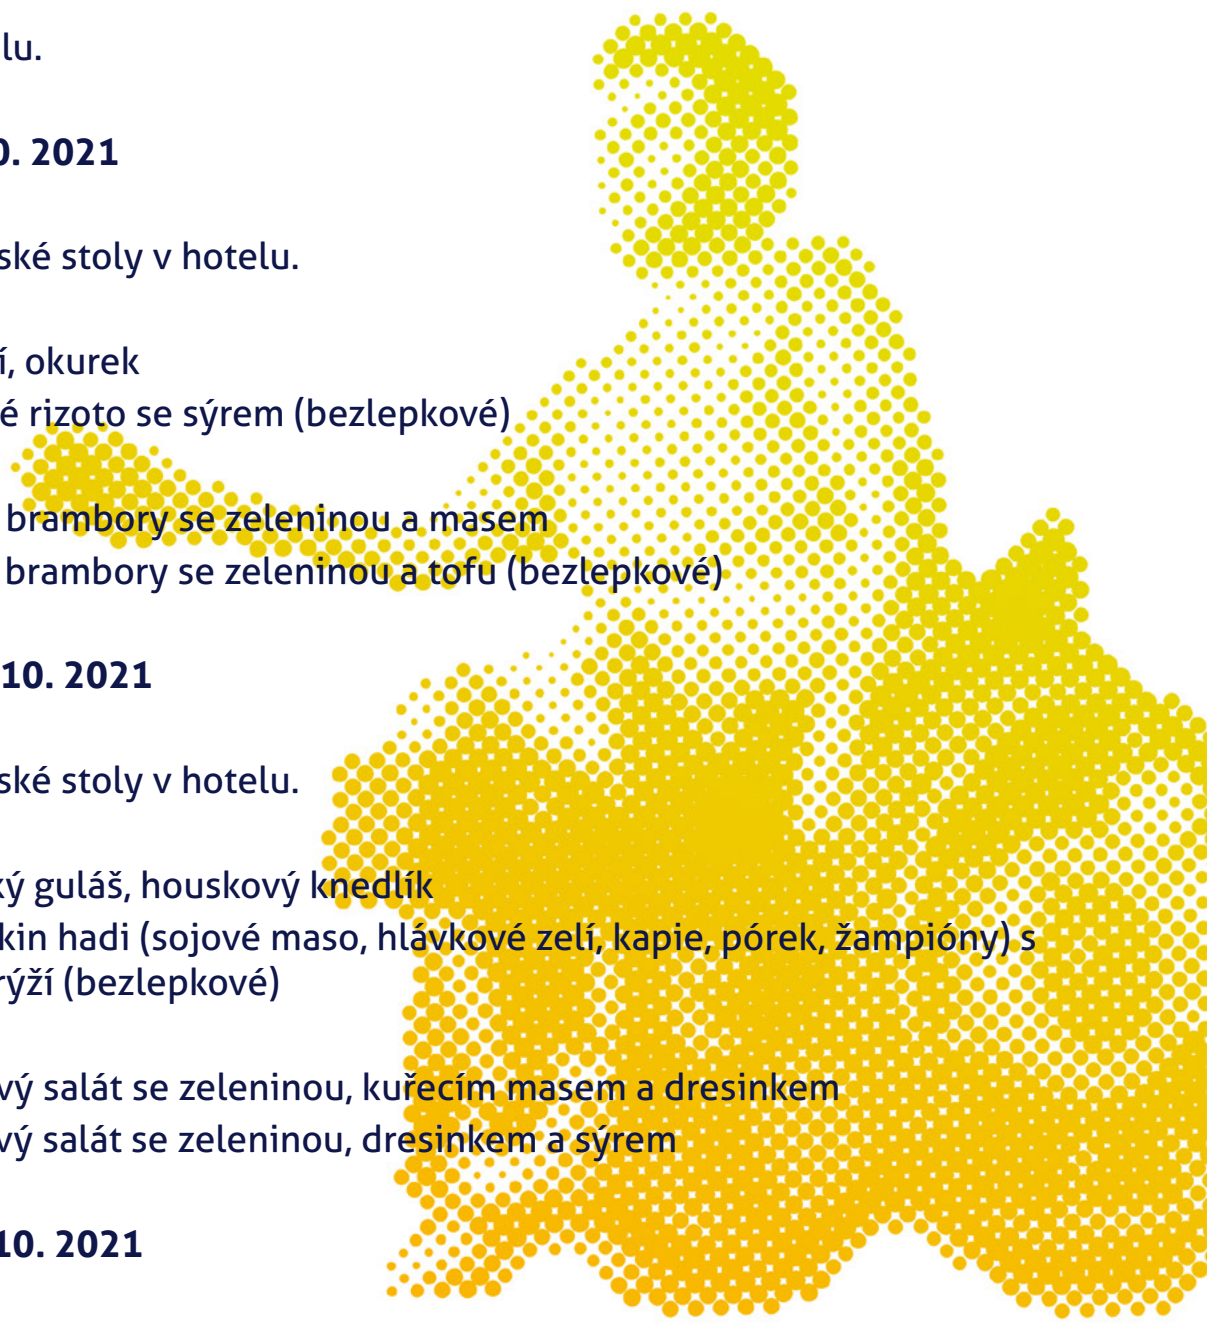 lu.
0. 2021
ské stoly v hotelu.
í, okurek
é rizoto se sýrem (bezlepkové)
brambory se zeleninou a masem
brambory se zeleninou a tofu (bezlepkové)
10. 2021
ské stoly v hotelu.
ký guláš, houskový knedlík
kin hadi (sojové maso, hlávkové zelí, kapie, pórek, žampióny) s
rýží (bezlepkové)
vý salát se zeleninou, kuřecím masem a dresinkem
vý salát se zeleninou, dresinkem a sýrem
10. 2021